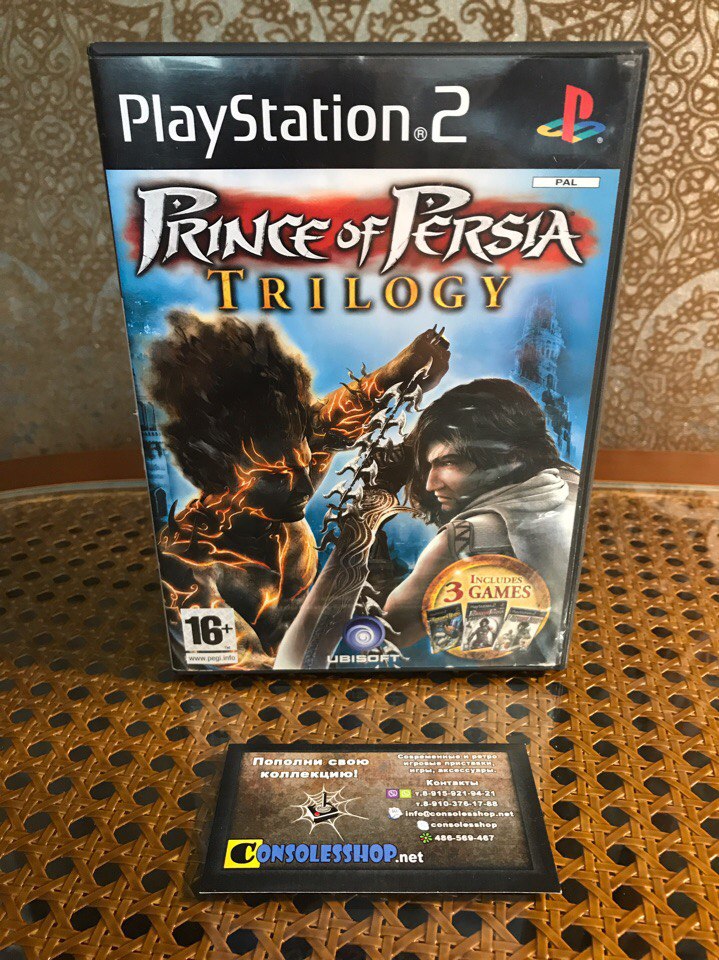 PlayStation®2
PAL
PRINCE OF PERSIA
TRILOGY
INCLUDES
3 GAMES
16+
www.pegi.info
UBISOFT™
Пополни свою
коллекцию!
Современные и ретро
игровые приставки,
игры, аксессуары.
Контакты
т.8-915-921-94-21
т.8-910-376-17-88
info@consolesshop.net
consolesshop
486-569-467
CONSOLESSHOP.net